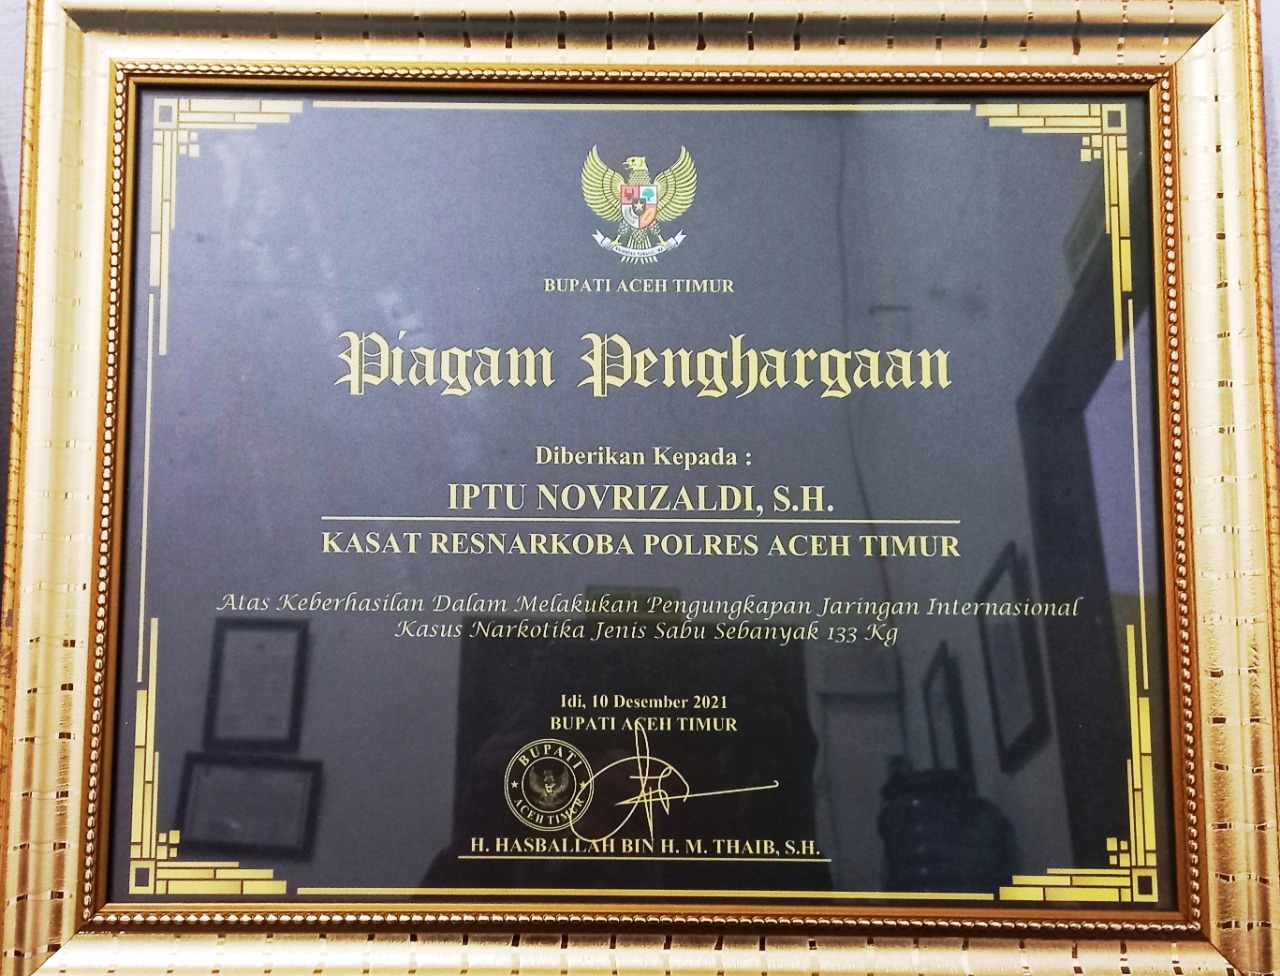 BUPATI ACEH TIMUR
Piagam Penghargaan
Diberikan Kepada :
IPTU NOVRIZALDI, S.H.
KASAT RESNARKOBA POLRES ACEH TIMUR
Atas Keberhasilan Dalam Melakukan Pengungkapan Jaringan Internasional
Kasus Narkotika Jenis Sabu Sebanyak 133 Kg
Idi, 10 Desember 2021
BUPATI ACEH TIMUR
BUPATI
ACEH TIMUR
H. HASBALLAH BIN H. M. THAIB, S.H.